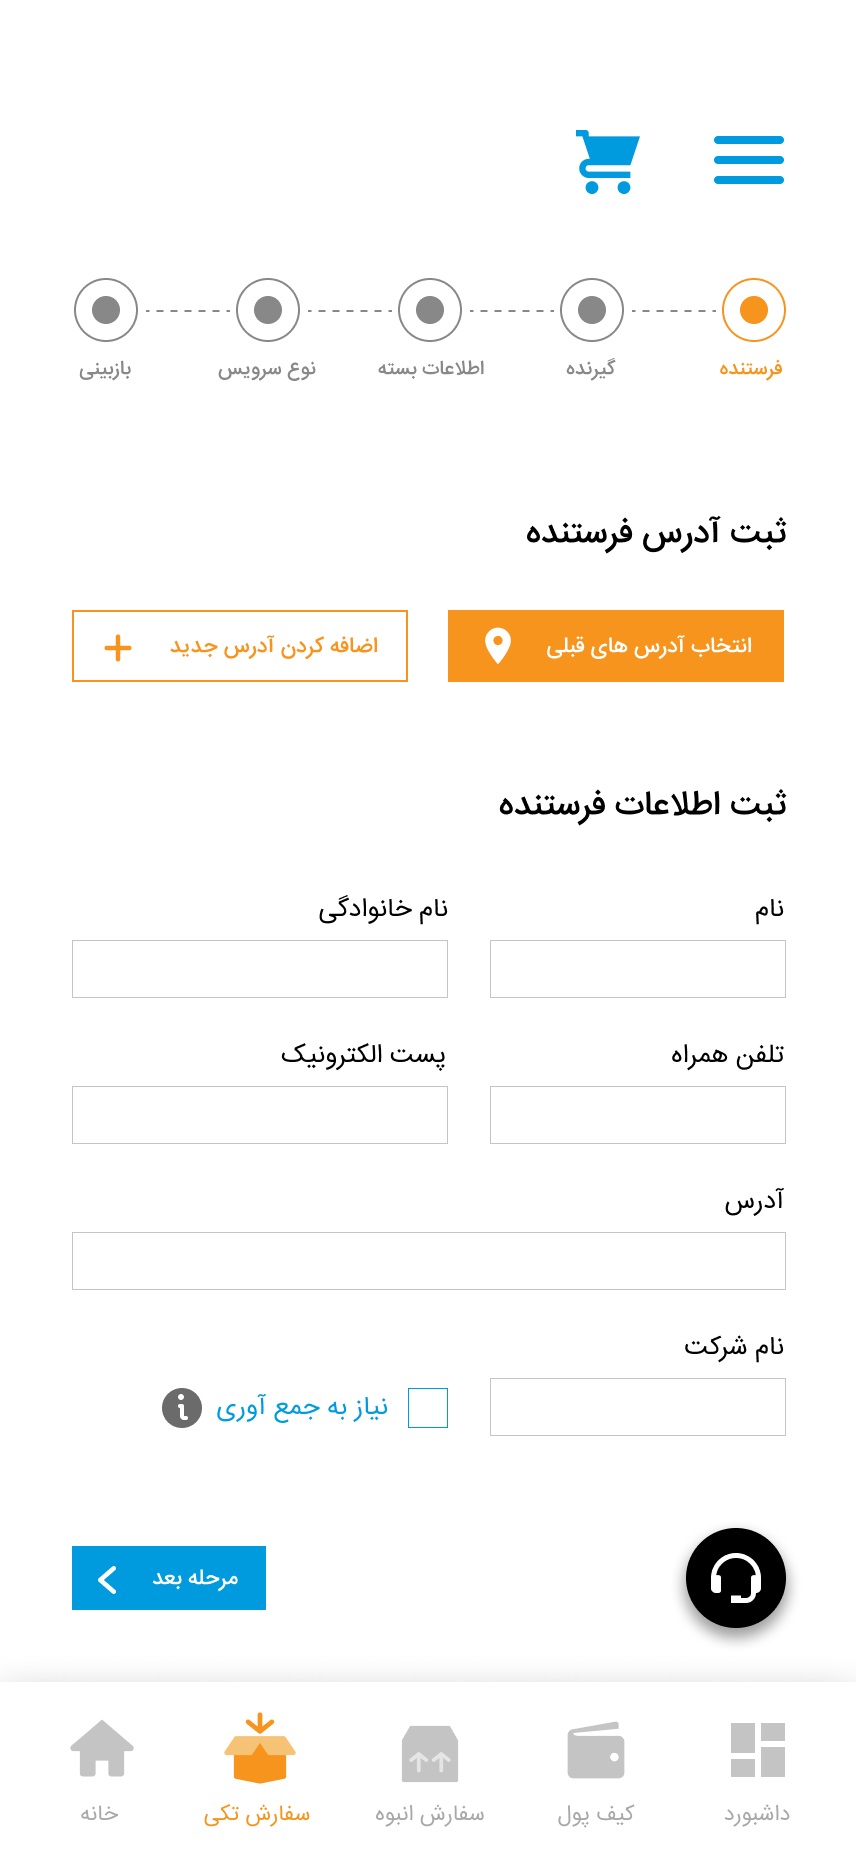 فرستنده
گیرنده
اطلاعات بسته
نوع سرویس
بازبینی
ثبت آدرس فرستنده
انتخاب آدرس های قبلی
اضافه کردن آدرس جدید
ثبت اطلاعات فرستنده
نام
نام خانوادگی
تلفن همراه
پست الکترونیک
آدرس
نام شرکت
نیاز به جمع آوری
مرحله بعد
داشبورد
کیف پول
سفارش انبوه
سفارش تکی
خانه